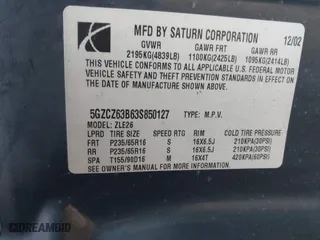 MFD BY SATURN CORPORATION
12/02
GVWR GAWR FRT GAWR RR
2195KG(4839LB) 1100KG(2425LB) 1095KG(2414LB)
THIS VEHICLE CONFORMS TO ALL APPLICABLE U.S. FEDERAL MOTOR
VEHICLE SAFETY AND THEFT PREVENTION STANDARDS IN EFFECT ON
THE DATE OF MANUFACTURE SHOWN ABOVE.
5GZCZ63B63S850127 TYPE: M.P.V.
MODEL: ZLE26
LPRD TIRE SIZE SPEED RTG RIM COLD TIRE PRESSURE
FRT P235/65R16 S 16X6.5J 210KPA(30PSI)
RR P235/65R16 S 16X6.5J 210KPA(30PSI)
SPA T155/90D16 M 16X4T 420KPA(60PSI)
SEE OWNER'S MANUAL FOR MORE INFORMATION.